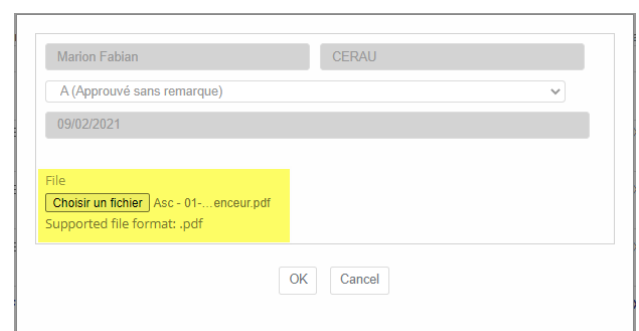 Marion Fabian CERAU
A (Approuvé sans remarque)
09/02/2021
File
Choisir un fichier Asc - 01-...enceur.pdf
Supported file format: .pdf
OK Cancel